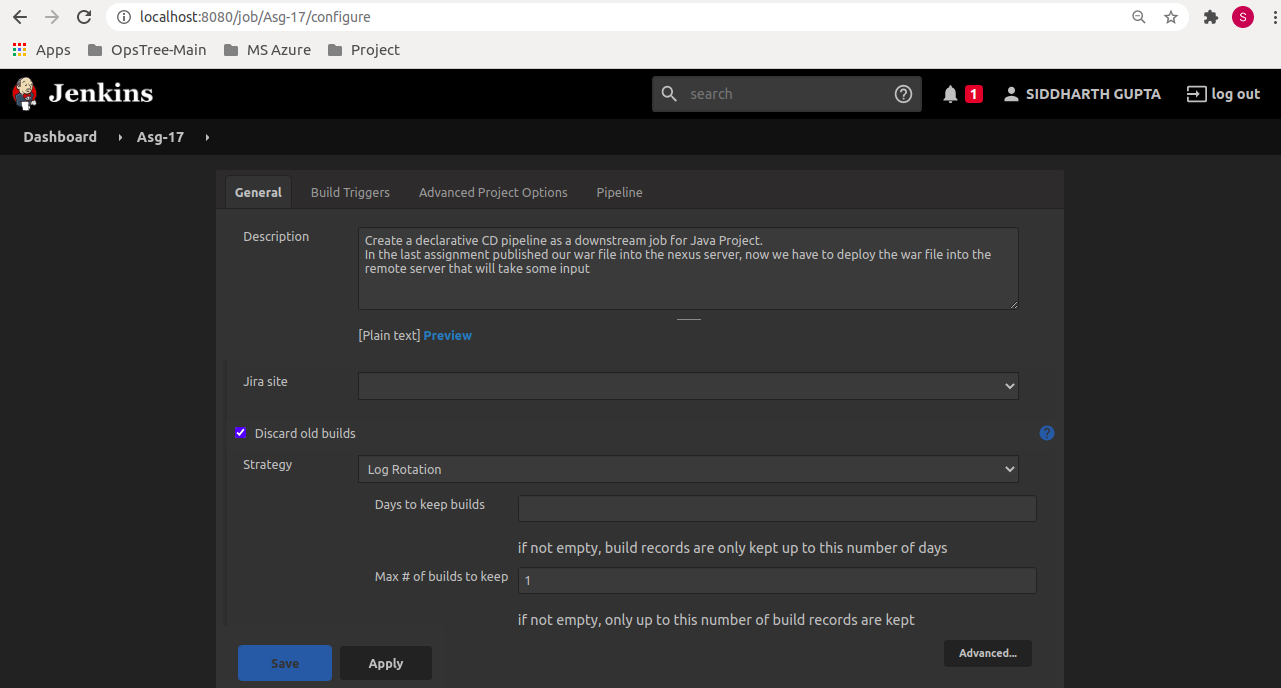 localhost:8080/job/Asg-17/configure
S
Apps OpsTree-Main MS Azure Project
Jenkins search ? 1 SIDDHARTH GUPTA log out
Dashboard Asg-17
General Build Triggers Advanced Project Options Pipeline
Description
Create a declarative CD pipeline as a downstream job for Java Project.
In the last assignment published our war file into the nexus server, now we have to deploy the war file into the
remote server that will take some input
[Plain text] Preview
Jira site
Discard old builds ?
Strategy Log Rotation
Days to keep builds
if not empty, build records are only kept up to this number of days
Max # of builds to keep 1
if not empty, only up to this number of build records are kept
Advanced...
Save Apply